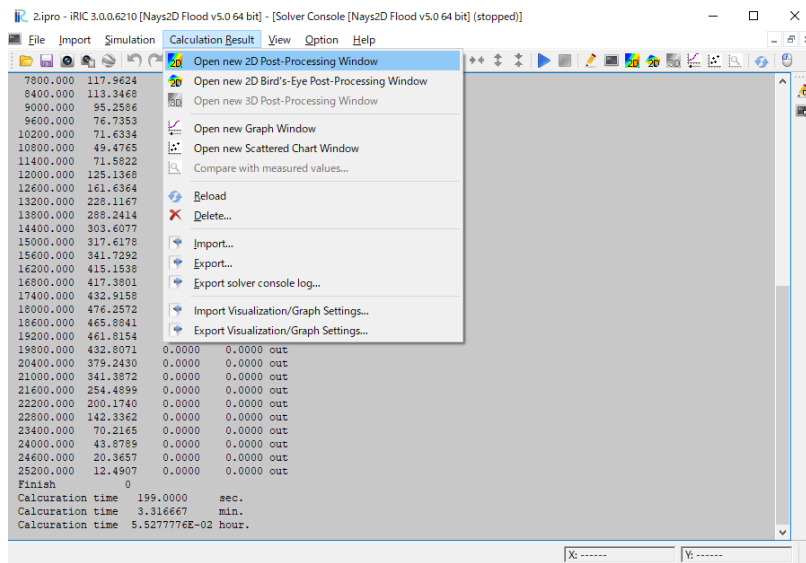 2.ipro - iRIC 3.0.0.6210 [Nays2D Flood v5.0 64 bit] - [Solver Console [Nays2D Flood v5.0 64 bit] (stopped)]
File Import Simulation Calculation Result View Option Help
Open new 2D Post-Processing Window
Open new 2D Bird's-Eye Post-Processing Window
Open new 3D Post-Processing Window
Open new Graph Window
Open new Scattered Chart Window
Compare with measured values...
Reload
Delete...
Import...
Export...
Export solver console log...
Import Visualization/Graph Settings...
Export Visualization/Graph Settings...
7800.000 117.9624
8400.000 113.3468
9000.000 95.2586
9600.000 76.7353
10200.000 71.6334
10800.000 49.4765
11400.000 71.5822
12000.000 125.1368
12600.000 161.6364
13200.000 228.1167
13800.000 288.2414
14400.000 303.6077
15000.000 317.6178
15600.000 341.7292
16200.000 415.1538
16800.000 417.3801
17400.000 432.9158
18000.000 476.2572
18600.000 465.8841
19200.000 461.8154
19800.000 432.8071 0.0000 0.0000 out
20400.000 379.2430 0.0000 0.0000 out
21000.000 341.3872 0.0000 0.0000 out
21600.000 254.4899 0.0000 0.0000 out
22200.000 200.1740 0.0000 0.0000 out
22800.000 142.3362 0.0000 0.0000 out
23400.000 70.2165 0.0000 0.0000 out
24000.000 43.8789 0.0000 0.0000 out
24600.000 20.3657 0.0000 0.0000 out
25200.000 12.4907 0.0000 0.0000 out
Finish 0
Calcuration time 199.0000 sec.
Calcuration time 3.316667 min.
Calcuration time 5.5277776E-02 hour.
X: ------ Y: ------